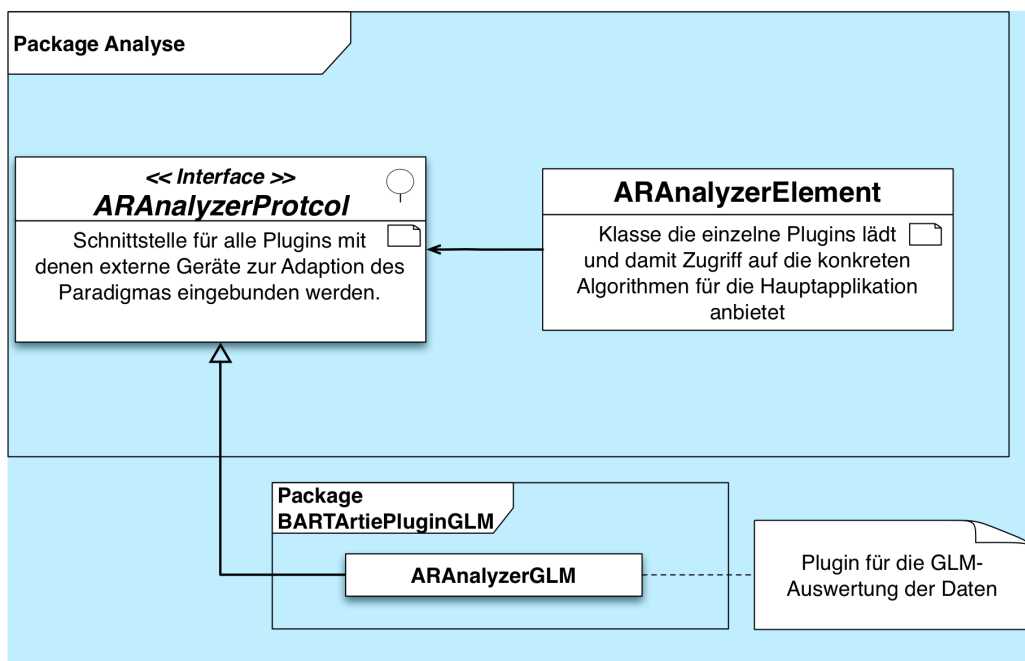 Package Analyse
<< Interface >>
ARAnalyzerProtcol
Schnittstelle für alle Plugins mit
denen externe Geräte zur Adaption des
Paradigmas eingebunden werden.
ARAnalyzerElement
Klasse die einzelne Plugins lädt
und damit Zugriff auf die konkreten
Algorithmen für die Hauptapplikation
anbietet
Package
BARTArtiePluginGLM
ARAnalyzerGLM
Plugin für die GLM-
Auswertung der Daten